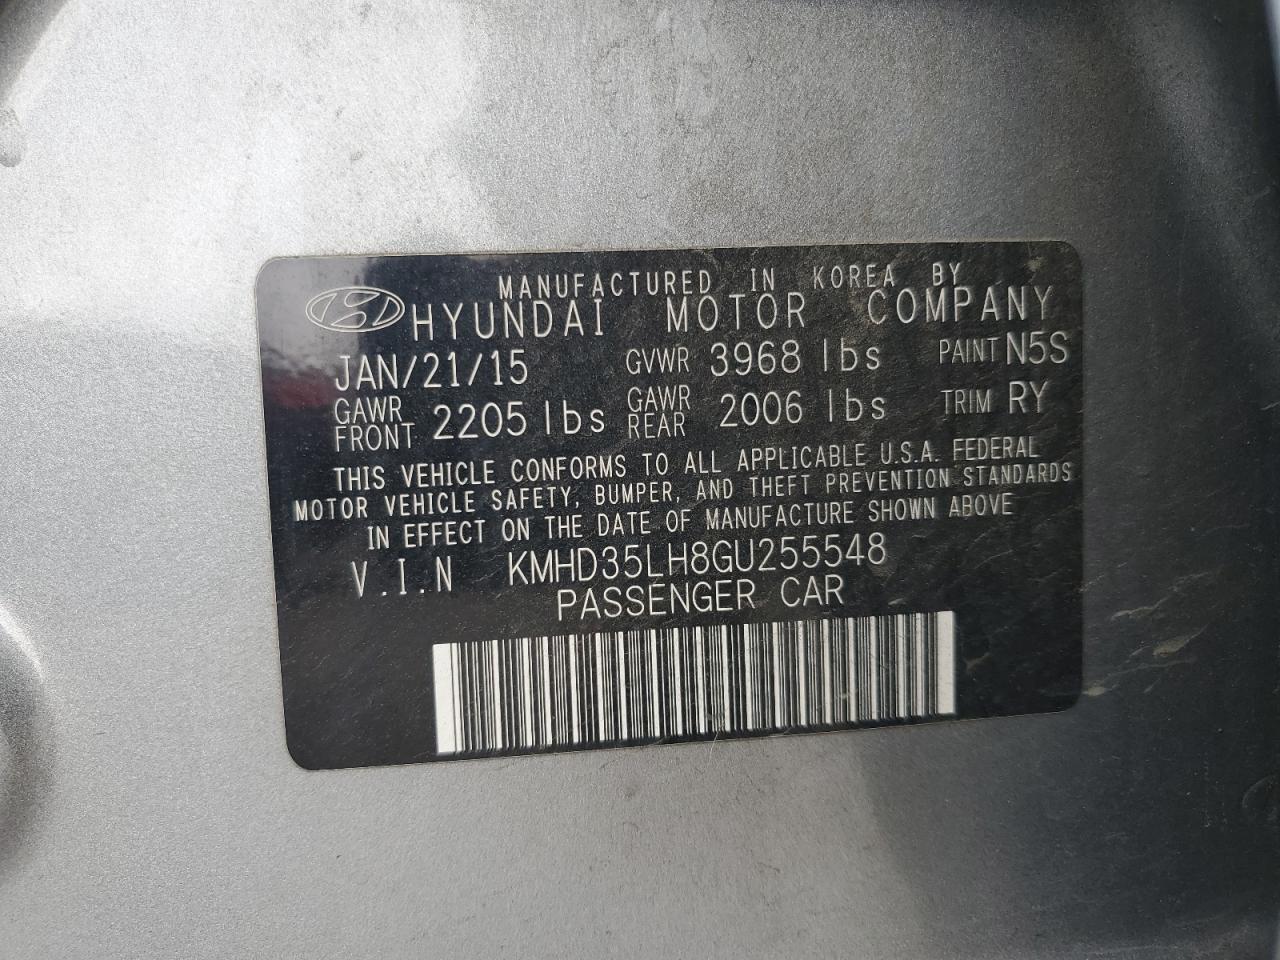 MANUFACTURED IN KOREA BY
HYUNDAI MOTOR COMPANY
JAN/21/15 GVWR 3968 lbs PAINT N5S
GAWR FRONT 2205 lbs GAWR REAR 2006 lbs TRIM RY
THIS VEHICLE CONFORMS TO ALL APPLICABLE U.S.A. FEDERAL
MOTOR VEHICLE SAFETY, BUMPER, AND THEFT PREVENTION STANDARDS
IN EFFECT ON THE DATE OF MANUFACTURE SHOWN ABOVE
V.I.N KMHD35LH8GU255548
PASSENGER CAR